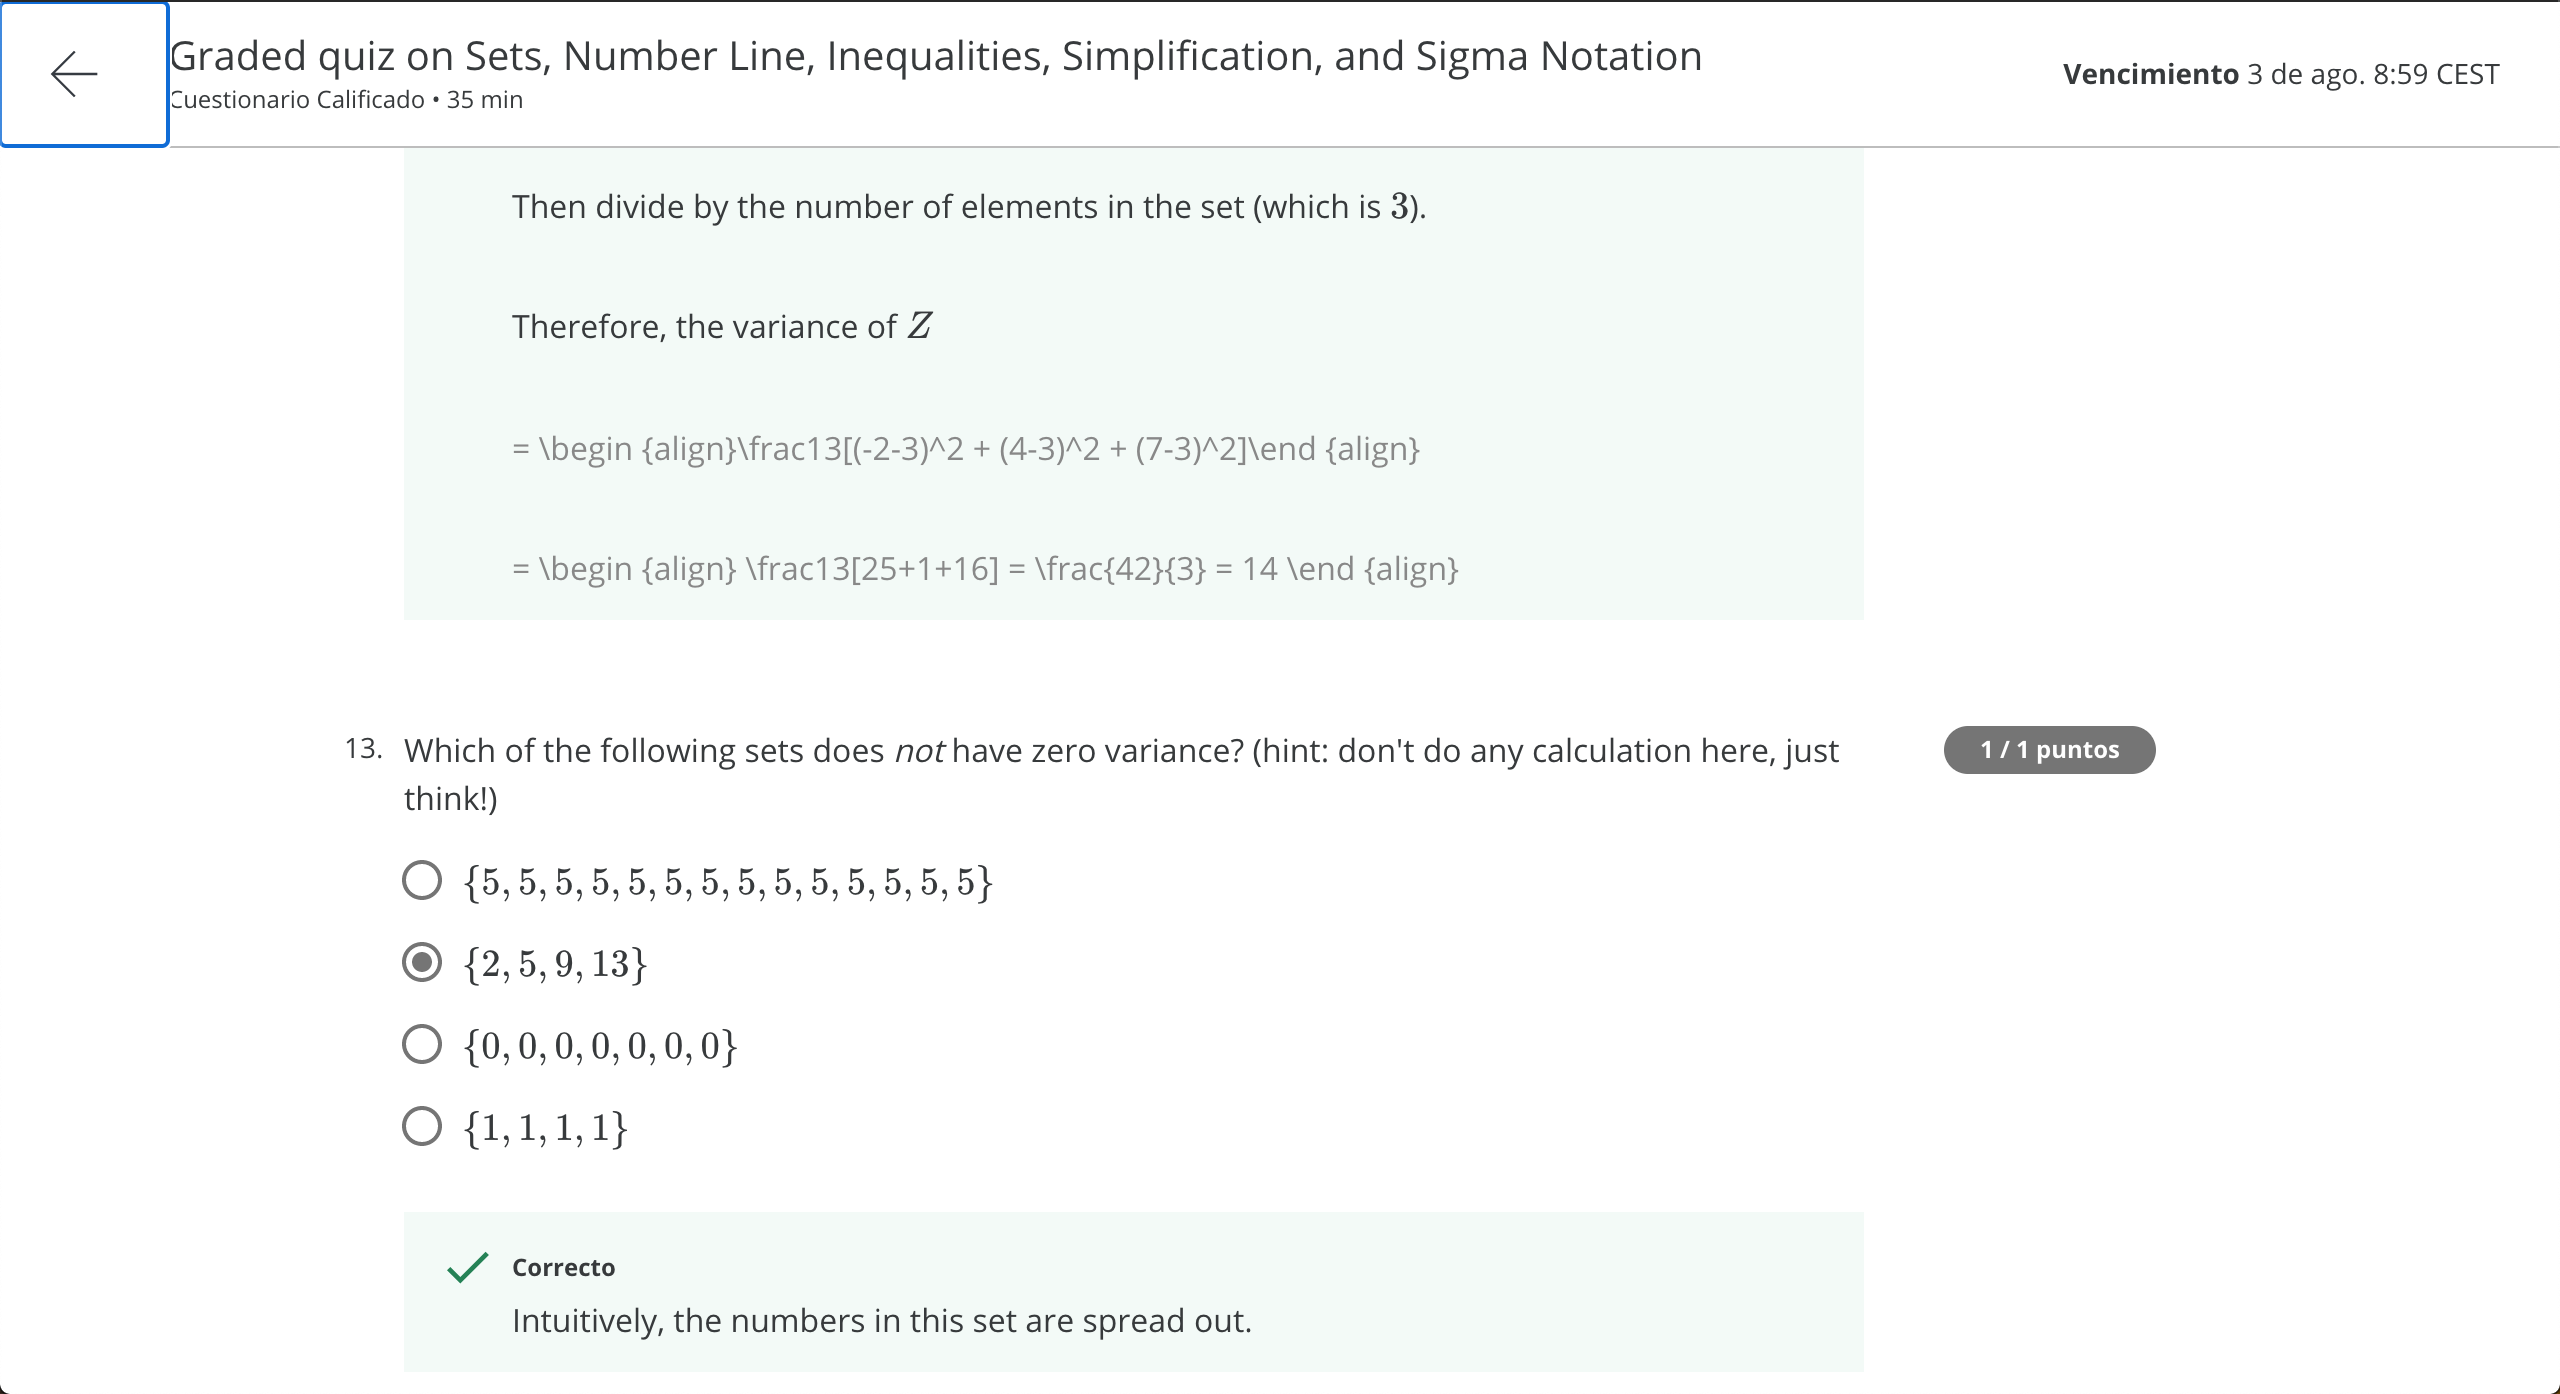 Graded quiz on Sets, Number Line, Inequalities, Simplification, and Sigma Notation
Cuestionario Calificado • 35 min
Vencimiento 3 de ago. 8:59 CEST
Then divide by the number of elements in the set (which is 3).
Therefore, the variance of Z
= \begin {align}\frac13[(-2-3)^2 + (4-3)^2 + (7-3)^2]\end {align}
= \begin {align} \frac13[25+1+16] = \frac{42}{3} = 14 \end {align}
13. Which of the following sets does not have zero variance? (hint: don't do any calculation here, just
think!)
1 / 1 puntos
{5, 5, 5, 5, 5, 5, 5, 5, 5, 5, 5, 5, 5, 5}
{2, 5, 9, 13}
{0, 0, 0, 0, 0, 0, 0}
{1, 1, 1, 1}
Correcto
Intuitively, the numbers in this set are spread out.